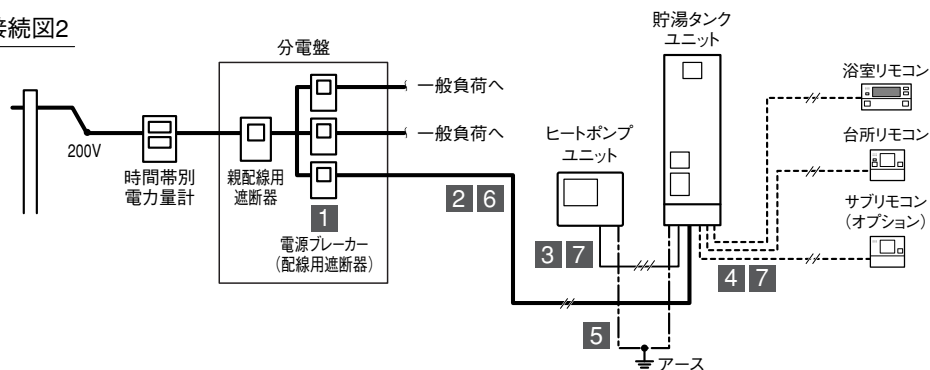 接続図2
分電盤
貯湯タンク
ユニット
一般負荷へ
一般負荷へ
200V
時間帯別
電力量計
親配線用
遮断器
1
電源ブレーカー
(配線用遮断器)
2 6
ヒートポンプ
ユニット
3 7
4 7
5
アース
浴室リモコン
台所リモコン
サブリモコン
(オプション)